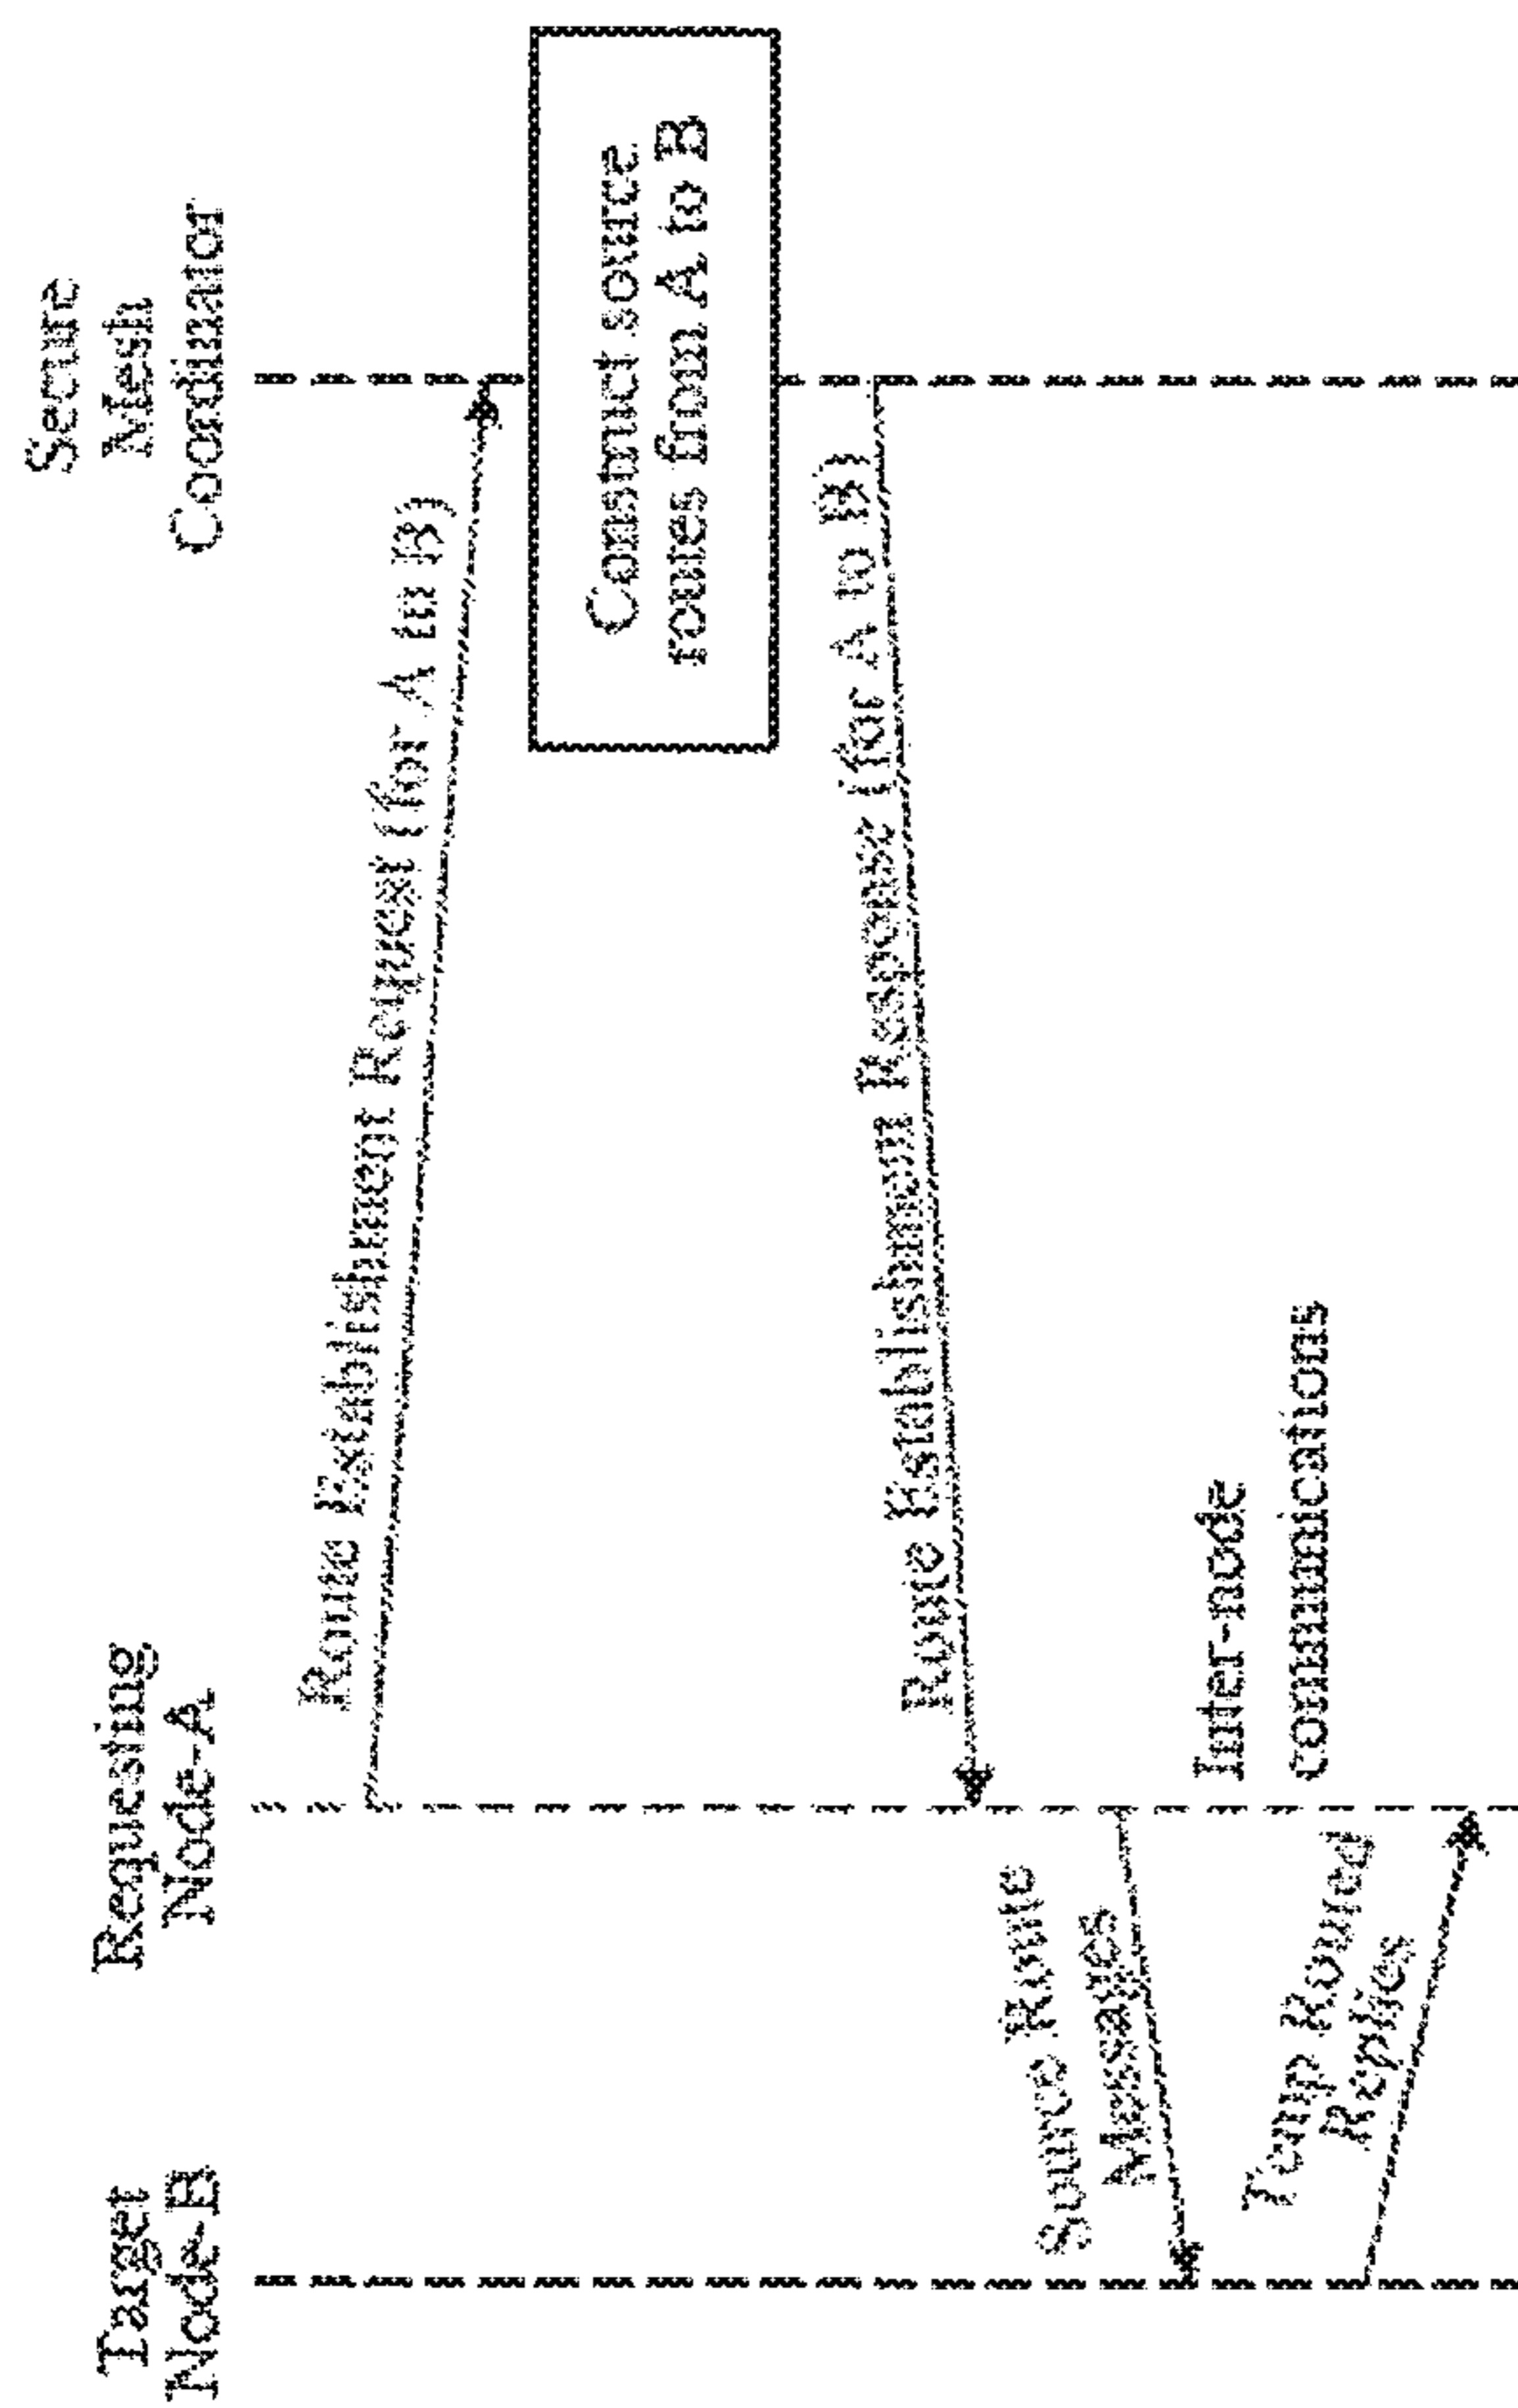 Target
Node-B
Requesting
Node-A
Secure
Mesh
Coordinator
Route Establishment Request (for A to B)
Construct source
routes from A to B
Route Establishment Response (for A to B)
Source Route
Messages
Inter-node
communications
Temp Routed
Replies